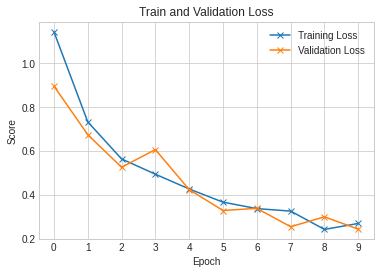 Train and Validation Loss
Training Loss
Validation Loss
Score
1.0
0.8
0.6
0.4
0.2
0 1 2 3 4 5 6 7 8 9
Epoch